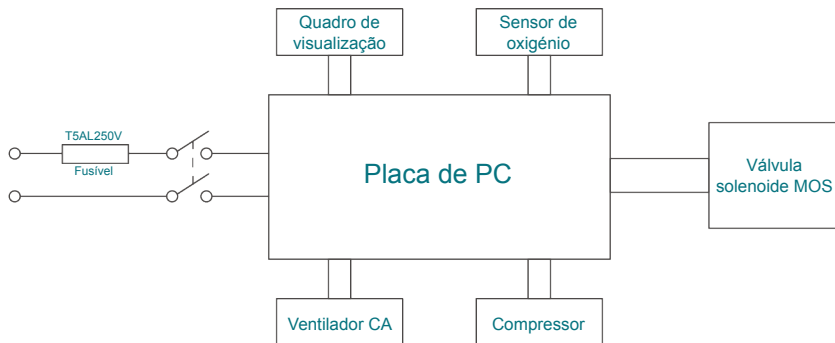 Quadro de
visualização
Sensor de
oxigénio
T5AL250V
Fusível
Placa de PC
Válvula
solenoide MOS
Ventilador CA
Compressor